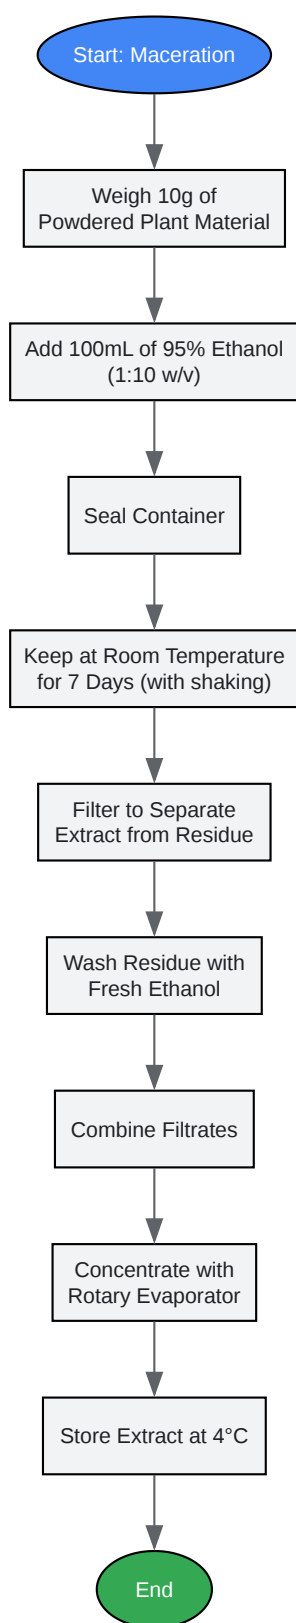 Start: Maceration
Weigh 10g of
Powdered Plant Material
Add 100mL of 95% Ethanol
(1:10 w/v)
Seal Container
Keep at Room Temperature
for 7 Days (with shaking)
Filter to Separate
Extract from Residue
Wash Residue with
Fresh Ethanol
Combine Filtrates
Concentrate with
Rotary Evaporator
Store Extract at 4°C
End